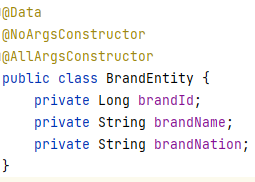 @Data
@NoArgsConstructor
@AllArgsConstructor
public class BrandEntity {
    private Long brandId;
    private String brandName;
    private String brandNation;
}